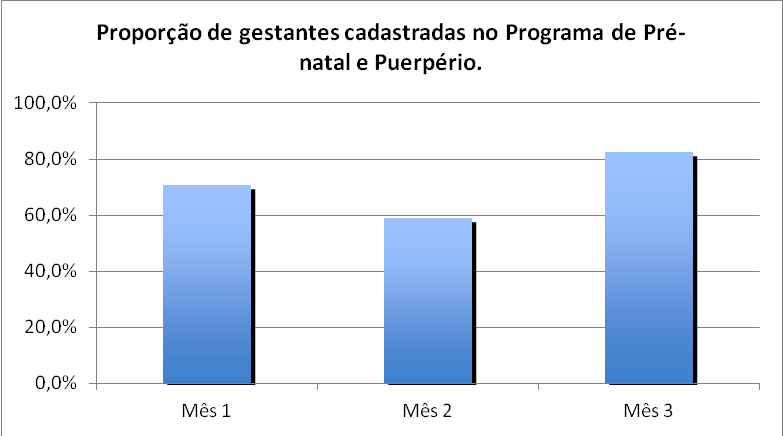 Proporção de gestantes cadastradas no Programa de Pré-
natal e Puerpério.
100,0%
80,0%
60,0%
40,0%
20,0%
0,0%
Mês 1
Mês 2
Mês 3